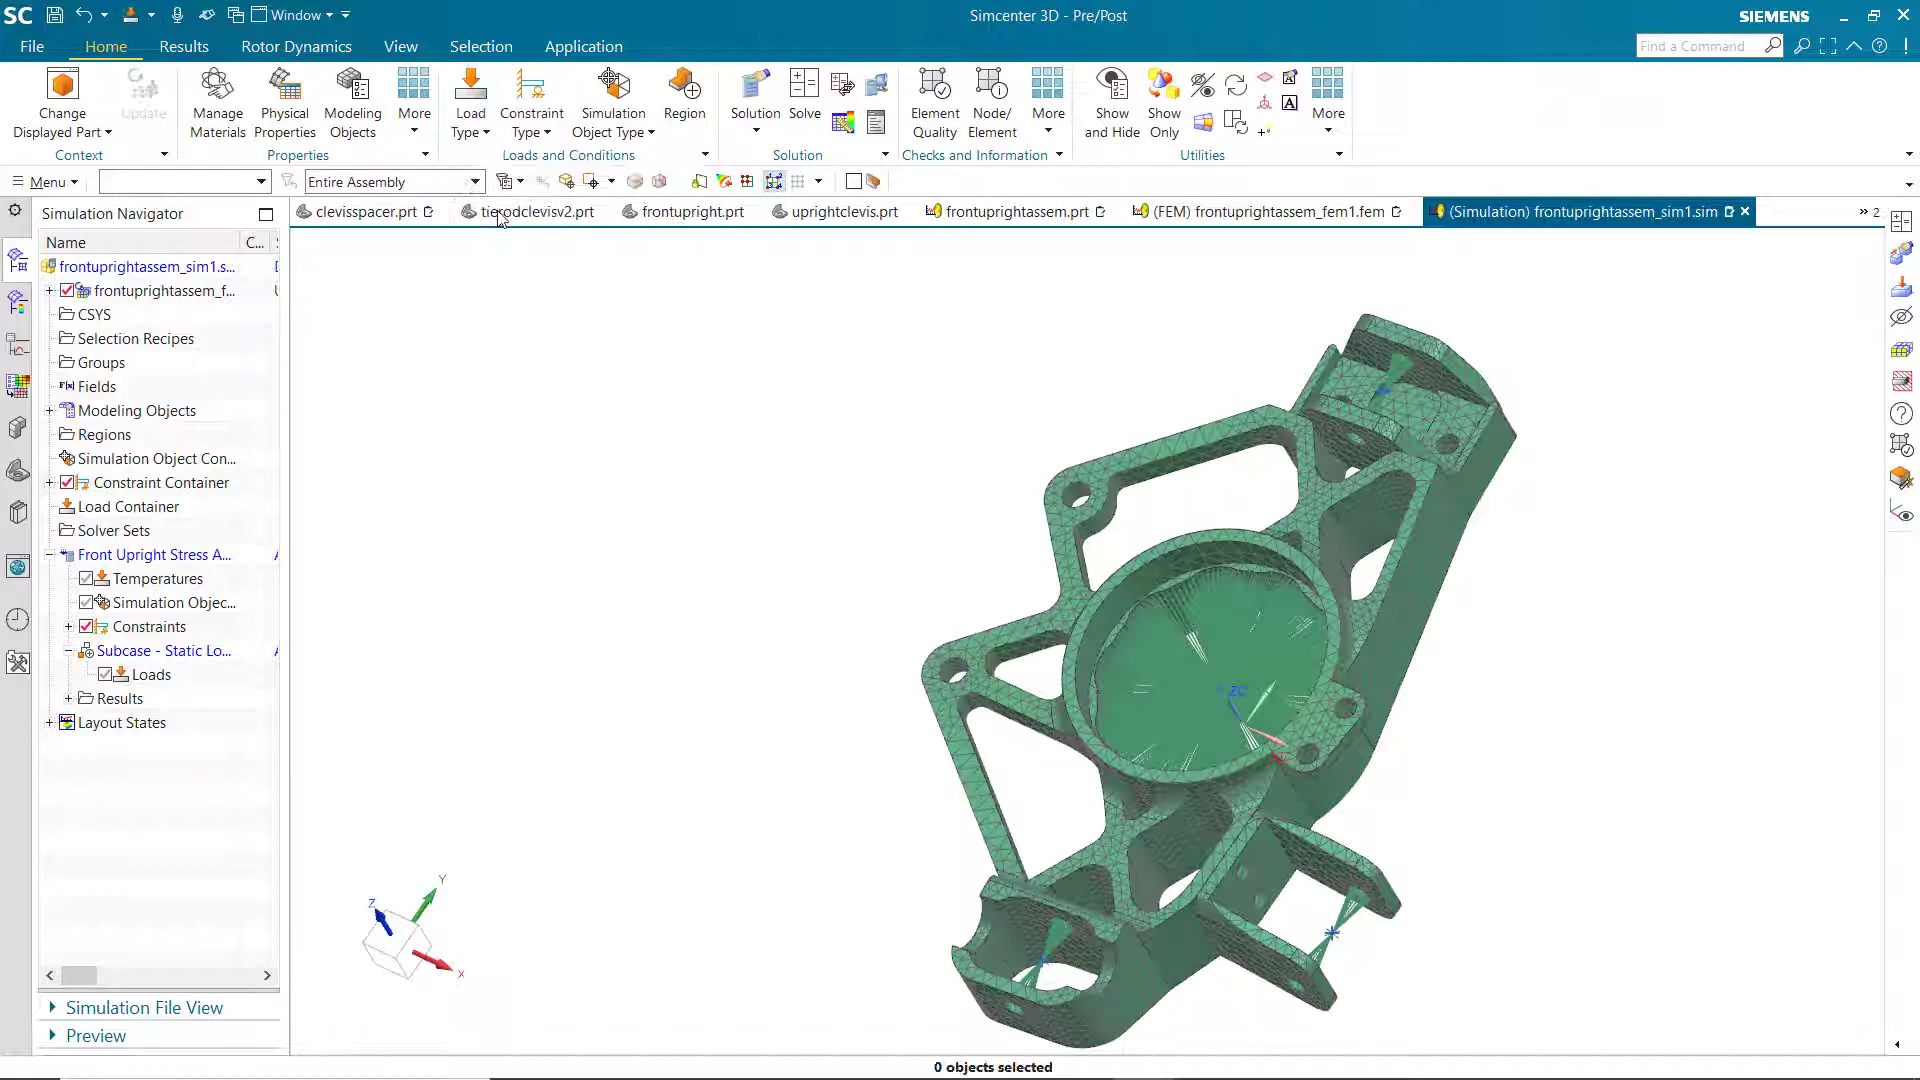 SC Window Simcenter 3D - Pre/Post SIEMENS
File Home Results Rotor Dynamics View Selection Application Find a Command
Change Displayed Part
Update
Context
Manage Materials
Physical Properties
Modeling Objects
More
Properties
Load Type
Constraint Type
Simulation Object Type
Region
Loads and Conditions
Solution
Solve
Solution
Element Quality
Node/ Element
More
Checks and Information
Show and Hide
Show Only
More
Utilities
Menu Entire Assembly
clevisspacer.prt tierodclevisv2.prt frontupright.prt uprightclevis.prt frontuprightassem.prt (FEM) frontuprightassem_fem1.fem (Simulation) frontuprightassem_sim1.sim 2
Simulation Navigator
Name C...
frontuprightassem_sim1.s...
frontuprightassem_f...
CSYS
Selection Recipes
Groups
Fields
Modeling Objects
Regions
Simulation Object Con...
Constraint Container
Load Container
Solver Sets
Front Upright Stress A...
Temperatures
Simulation Objec...
Constraints
Subcase - Static Lo...
Loads
Results
Layout States
Simulation File View
Preview
ZC
Z Y X
0 objects selected